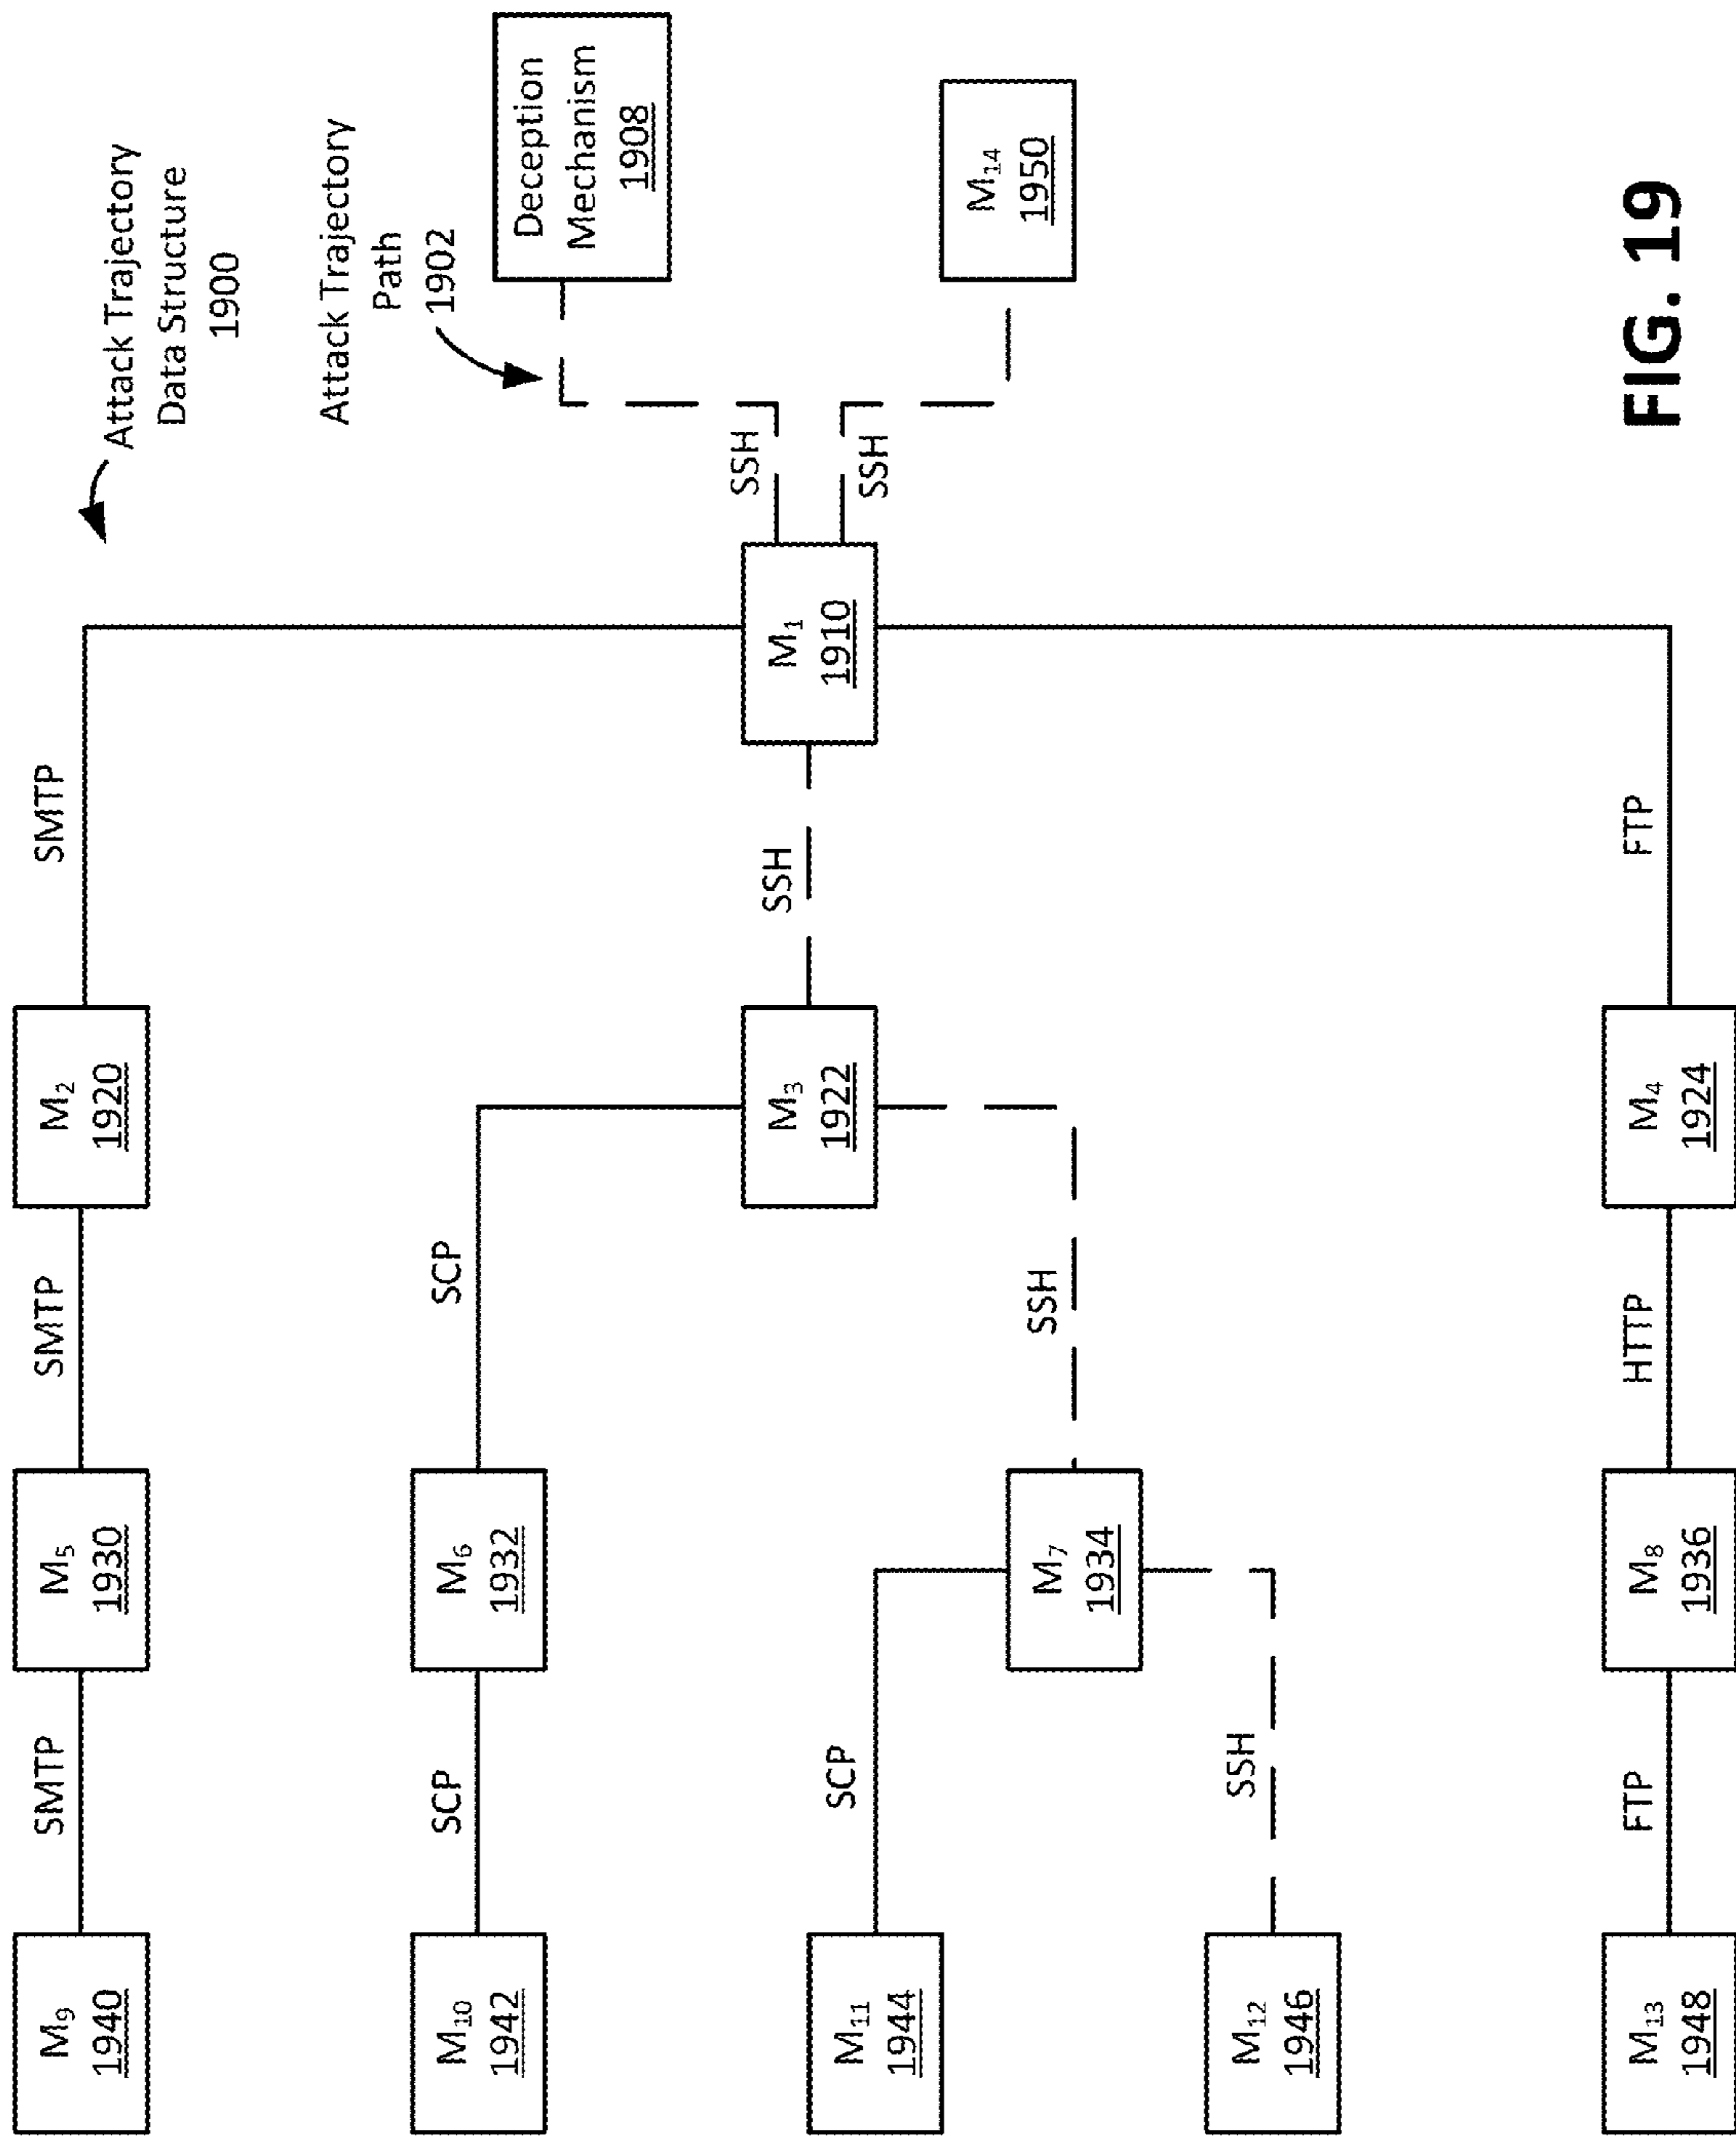 Attack Trajectory
Data Structure
1900
Attack Trajectory
Path
1902
Deception
Mechanism
1908
M₁₄
1950
SSH
SSH
M₁
1910
SMTP
SSH
FTP
M₂
1920
M₃
1922
M₄
1924
SMTP
SCP
SSH
HTTP
M₅
1930
M₆
1932
M₇
1934
M₈
1936
SMTP
SCP
SCP
SSH
FTP
M₉
1940
M₁₀
1942
M₁₁
1944
M₁₂
1946
M₁₃
1948
FIG. 19